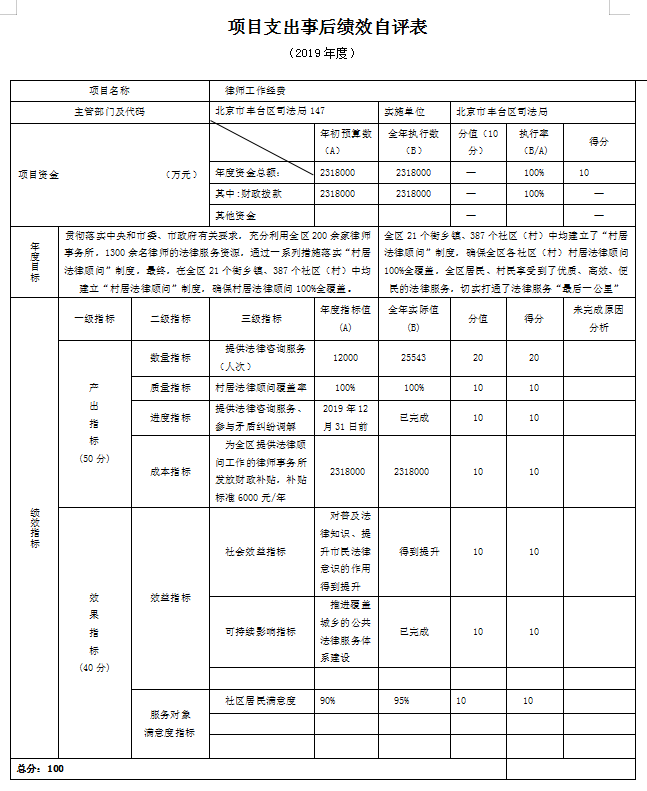 项目支出事后绩效自评表
（2019 年度）
项目名称 律师工作经费
主管部门及代码 北京市丰台区司法局 147 实施单位 北京市丰台区司法局
项目资金 （万元） 年初预算数（A） 全年执行数（B） 分值（10分） 执行率（B/A） 得分
年度资金总额： 2318000 2318000 — 100% 10
其中:财政拨款 2318000 2318000 — 100% —
其他资金 — —
年度目标
贯彻落实中央和市委、市政府有关要求，充分利用全区 200 余家律师
事务所，1300 余名律师的法律服务资源，通过一系列措施落实“村居
法律顾问”制度，最终，在全区 21 个街乡镇、387 个社区（村）中均
建立“村居法律顾问”制度，确保村居法律顾问 100%全覆盖。
全区 21 个街乡镇、387 个社区（村）中均建立了“村居
法律顾问”制度，确保全区各社区（村）村居法律顾问
100%全覆盖，全区居民、村民享受到了优质、高效、便
民的法律服务，切实打通了法律服务“最后一公里”
绩效指标
一级指标 二级指标 三级指标 年度指标值(A) 全年实际值(B) 分值 得分 未完成原因分析
产出指标(50 分)
数量指标 提供法律咨询服务（人次） 12000 25543 20 20
质量指标 村居法律顾问覆盖率 100% 100% 10 10
进度指标 提供法律咨询服务、参与矛盾纠纷调解 2019 年 12月 31 日前 已完成 10 10
成本指标 为全区提供法律顾问工作的律师事务所发放财政补贴，补贴标准 6000 元/年 2318000 2318000 10 10
效果指标(40 分)
效益指标 社会效益指标 对普及法律知识、提升市民法律意识的作用得到提升 得到提升 10 10
可持续影响指标 推进覆盖城乡的公共法律服务体系建设 已完成 10 10
服务对象满意度指标 社区居民满意度 90% 95% 10 10
总分：100